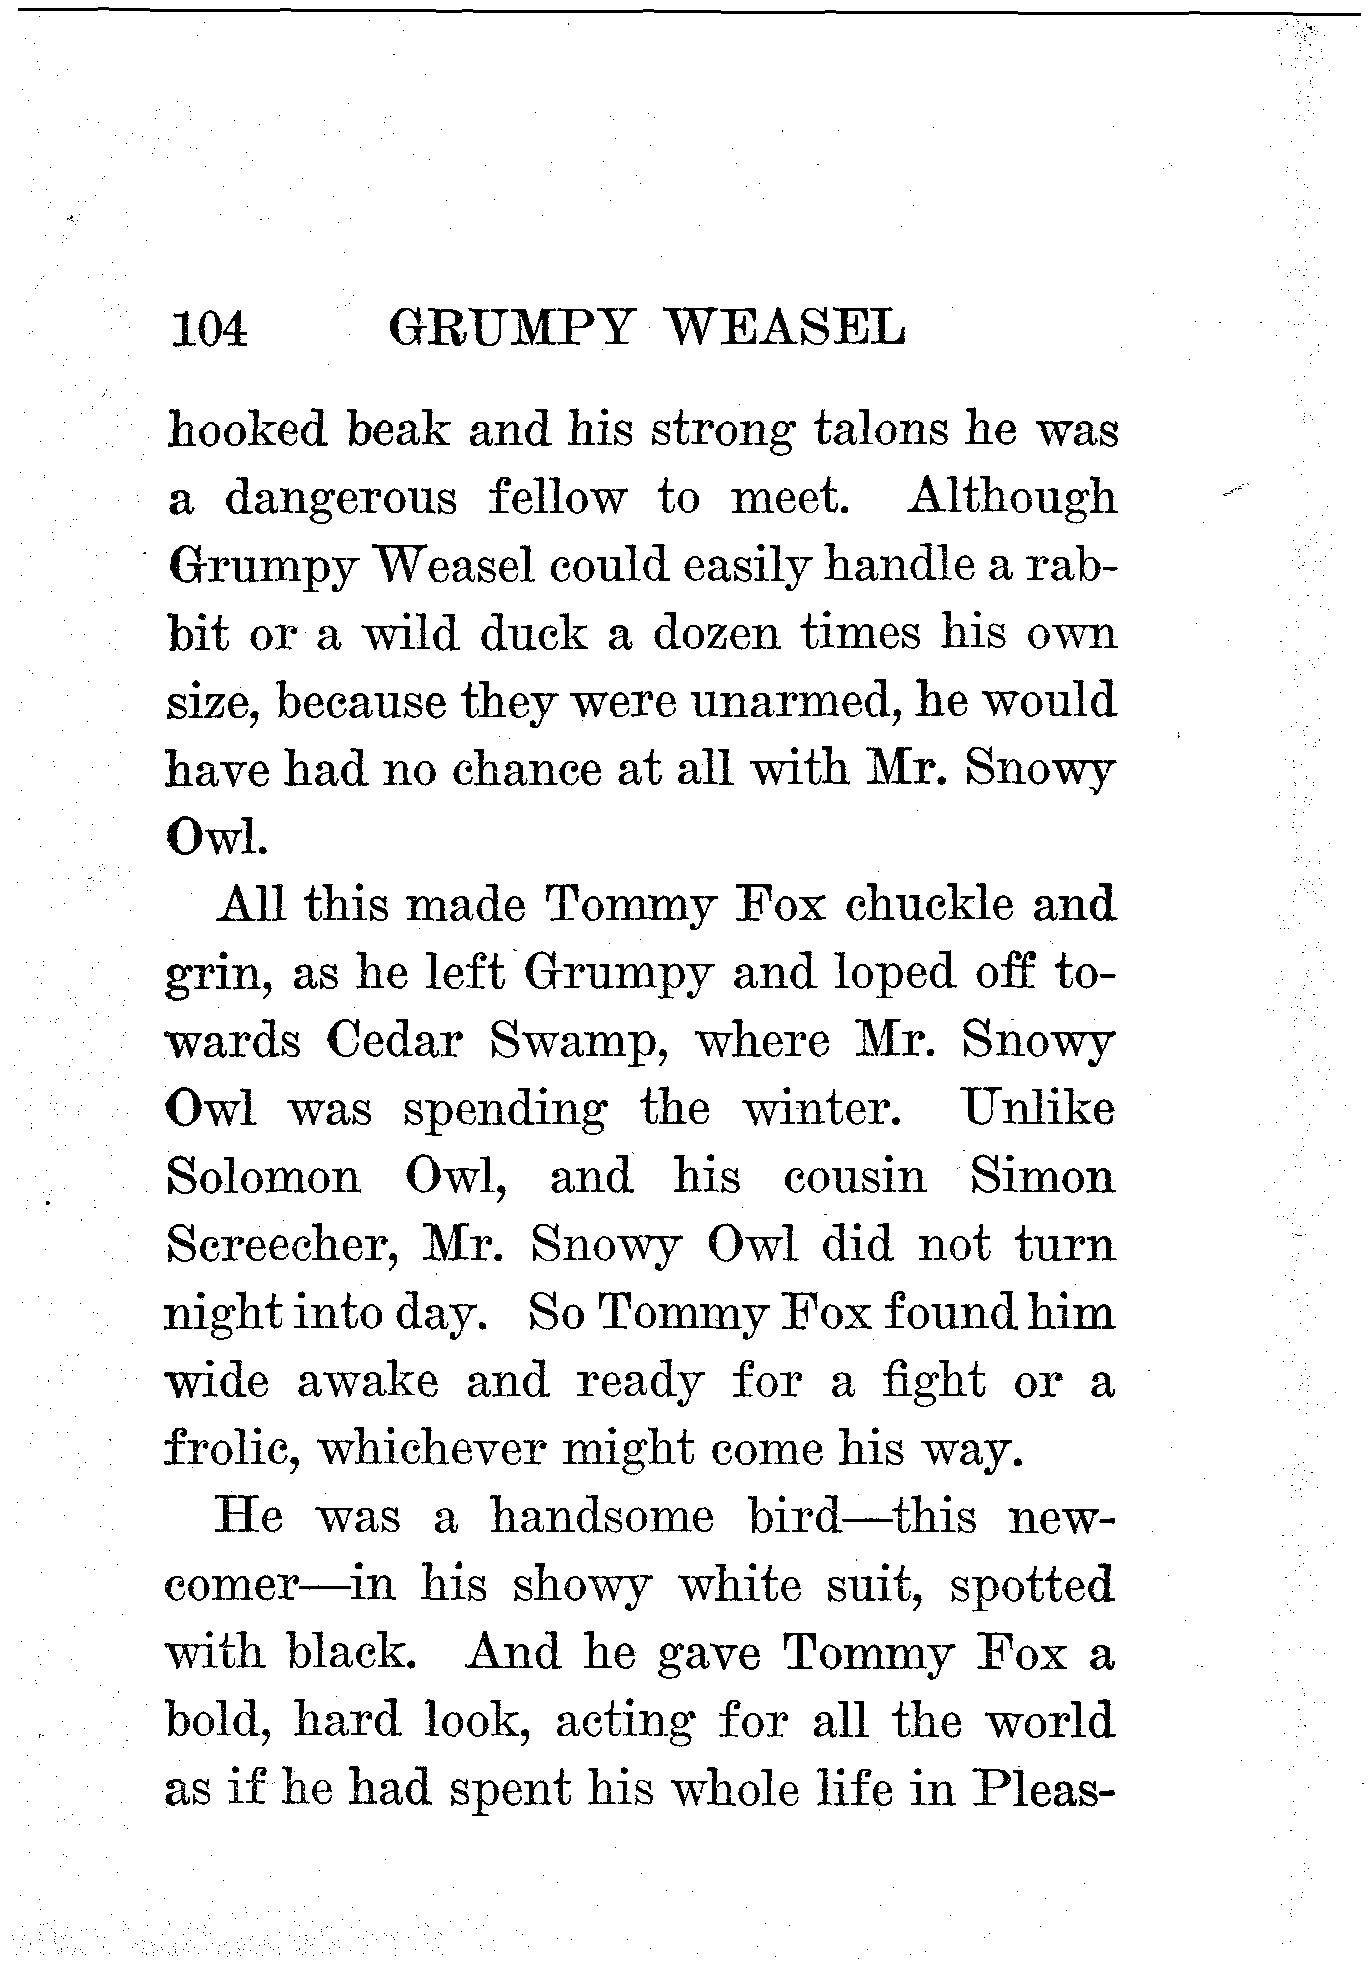 104 GRUMPY WEASEL
hooked beak and his strong talons he was
a dangerous fellow to meet. Although
Grumpy Weasel could easily handle a rab-
bit or a wild duck a dozen times his own
size, because they were unarmed, he would
have had no chance at all with Mr. Snowy
Owl.
All this made Tommy Fox chuckle and
grin, as he left Grumpy and loped off to-
wards Cedar Swamp, where Mr. Snowy
Owl was spending the winter. Unlike
Solomon Owl, and his cousin Simon
Screecher, Mr. Snowy Owl did not turn
night into day. So Tommy Fox found him
wide awake and ready for a fight or a
frolic, whichever might come his way.
He was a handsome bird—this new-
comer—in his showy white suit, spotted
with black. And he gave Tommy Fox a
bold, hard look, acting for all the world
as if he had spent his whole life in Pleas-